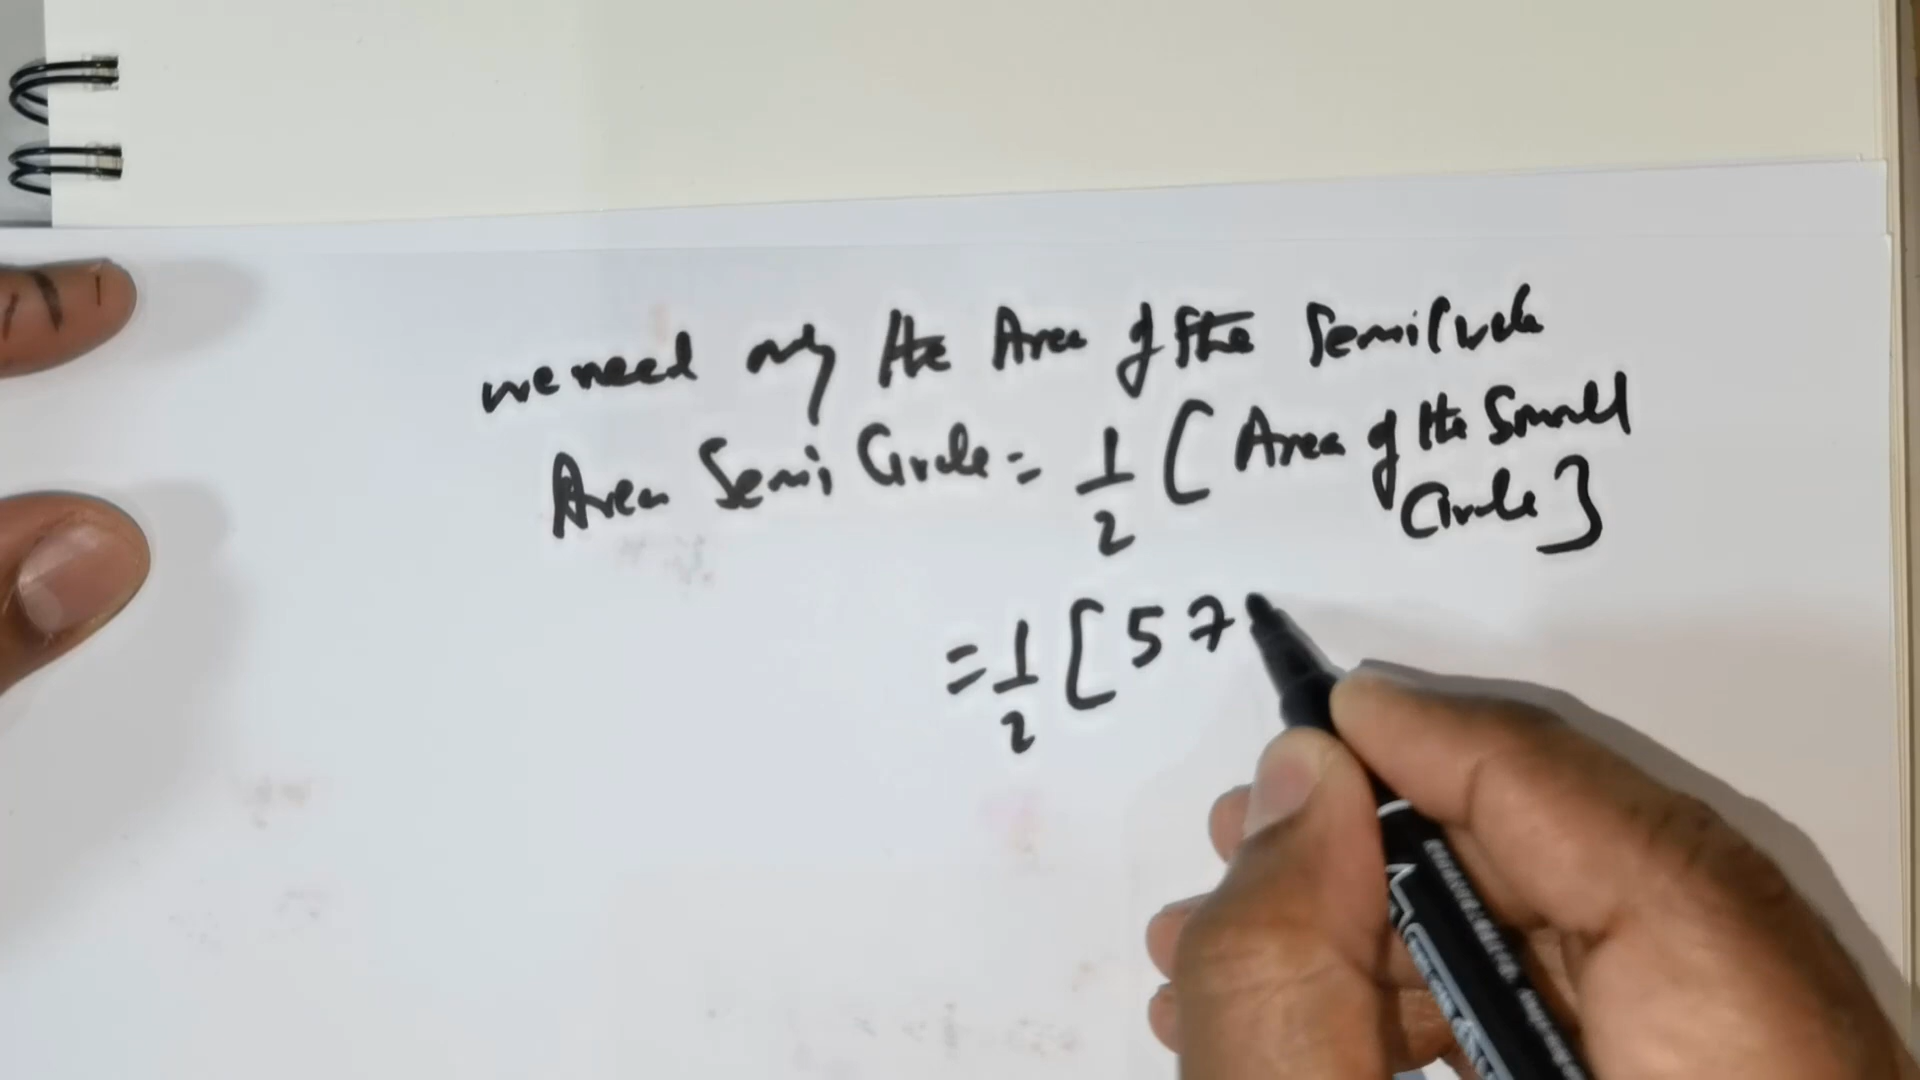 we need only the Area of the Semicircle
Area Semi Circle = 1/2 [Area of the Small
Circle]
= 1/2 [57